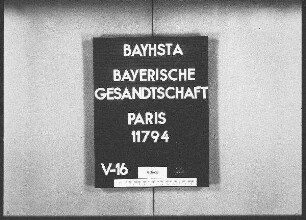 BAYHSTA
BAYERISCHE
GESANDTSCHAFT
PARIS
11794
V-16